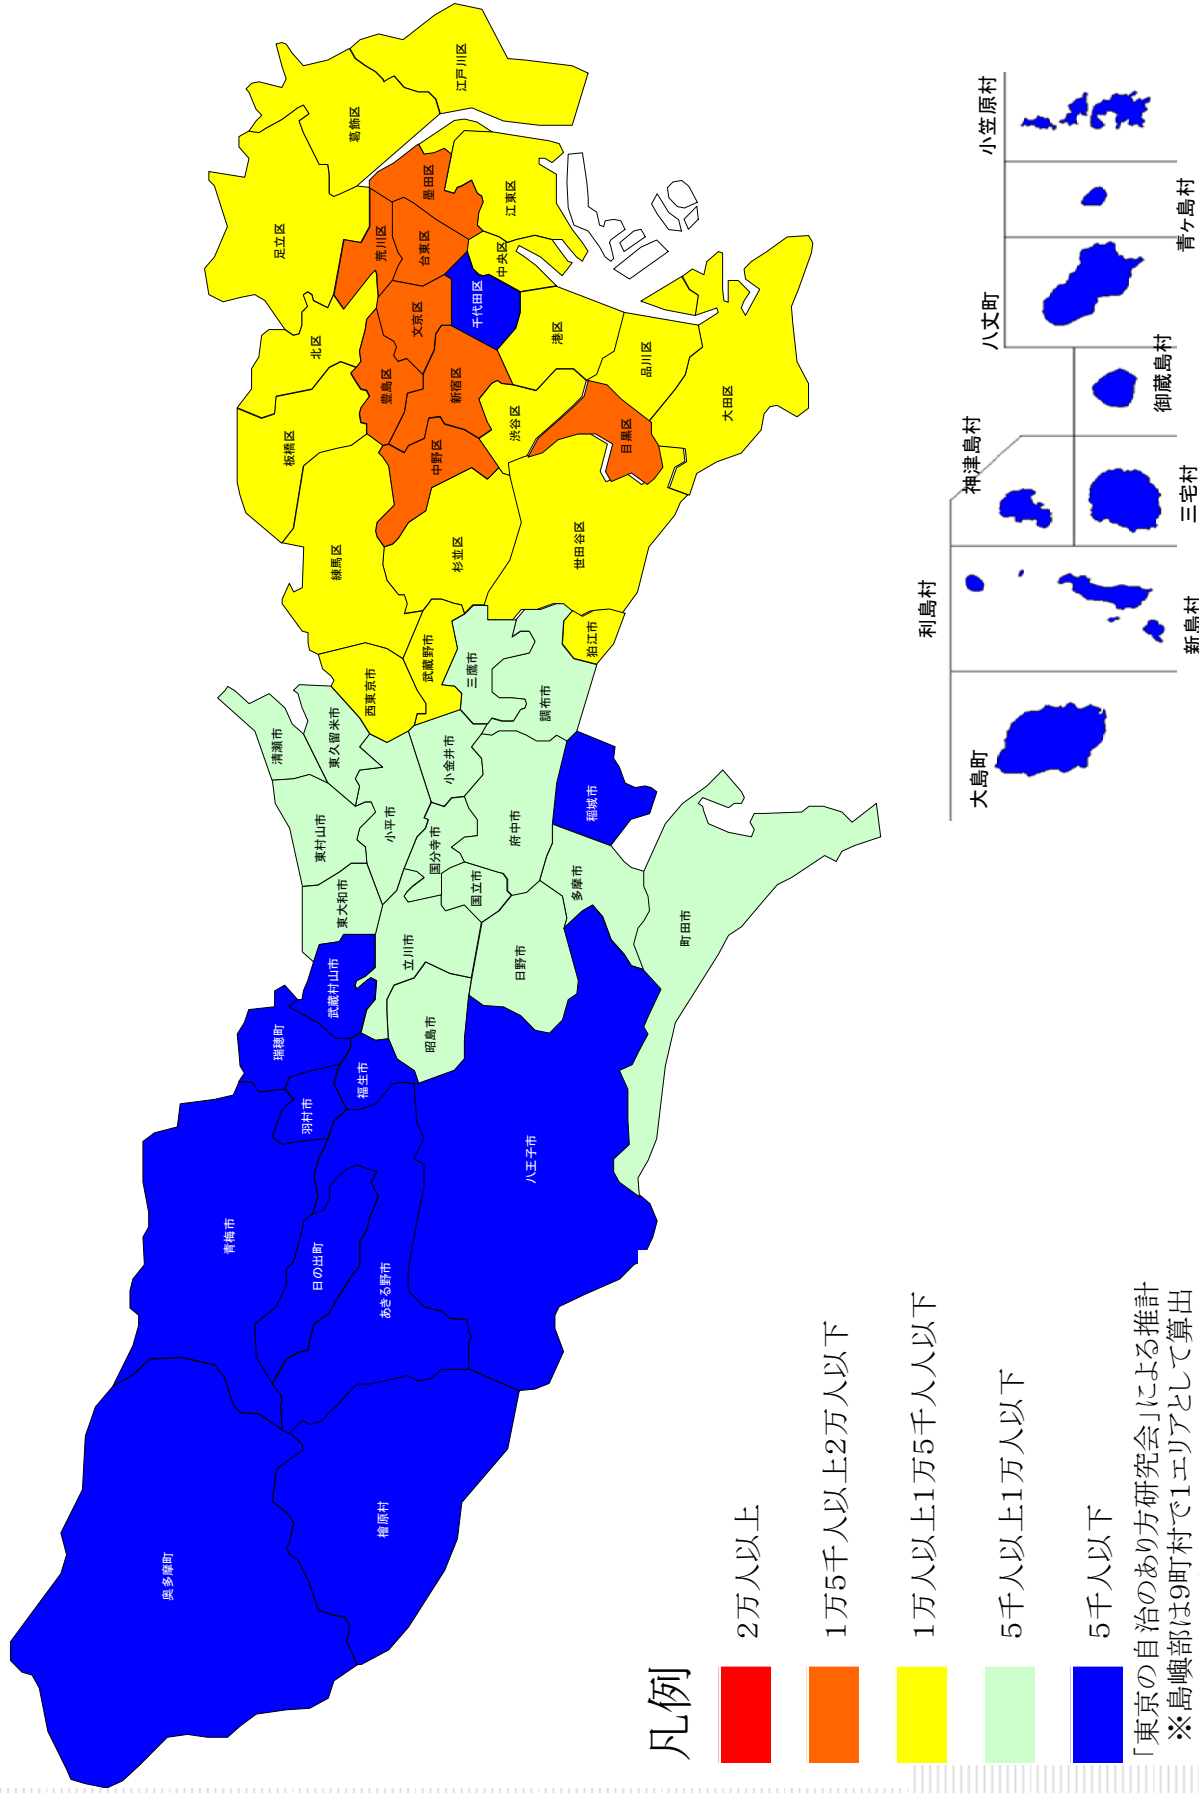 江戸川区
葛飾区
足立区
墨田区
荒川区
台東区
江東区
中央区
千代田区
文京区
港区
北区
豊島区
新宿区
品川区
大田区
渋谷区
目黒区
板橋区
中野区
練馬区
杉並区
世田谷区
狛江市
武蔵野市
三鷹市
西東京市
調布市
清瀬市
東久留米市
小金井市
小平市
東村山市
国分寺市
府中市
稲城市
国立市
多摩市
東大和市
立川市
日野市
町田市
武蔵村山市
昭島市
瑞穂町
福生市
羽村市
八王子市
青梅市
日の出町
あきる野市
檜原村
奥多摩町
小笠原村
青ヶ島村
八丈町
御蔵島村
神津島村
三宅村
利島村
新島村
大島町
凡例
2万人以上
1万5千人以上2万人以下
1万人以上1万5千人以下
5千人以上1万人以下
5千人以下
「東京の自治のあり方研究会」による推計
※島嶼部は9町村で1エリアとして算出